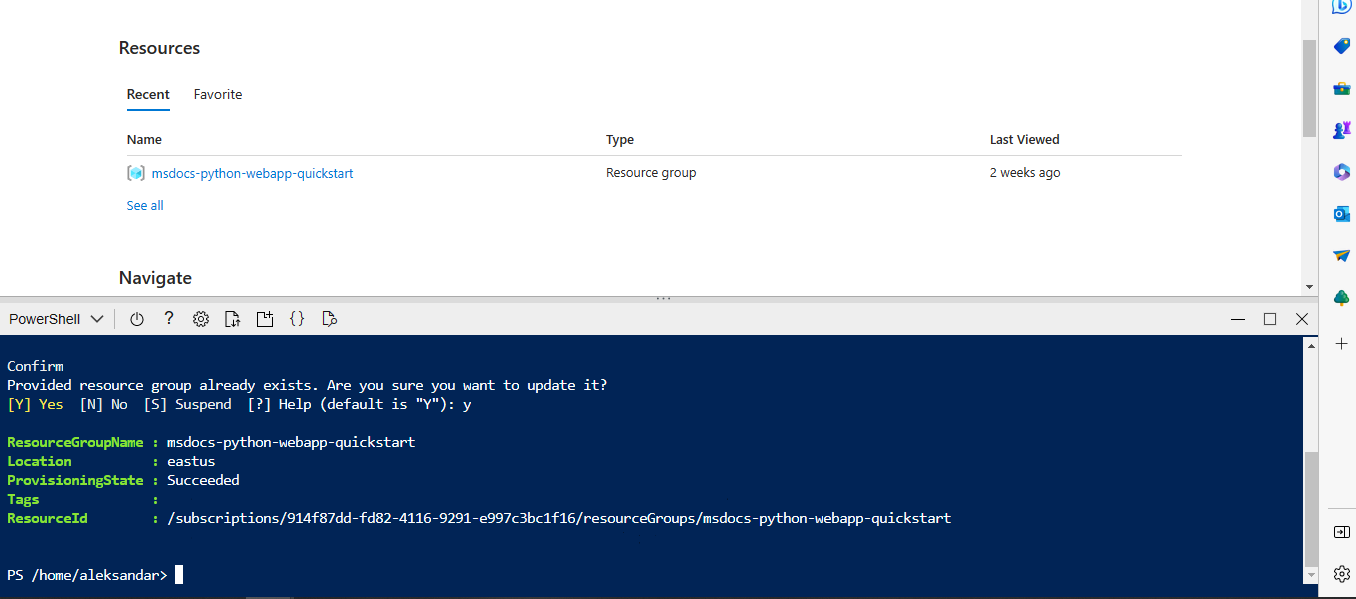 Resources
Recent Favorite
Name Type Last Viewed
msdocs-python-webapp-quickstart Resource group 2 weeks ago
See all
Navigate
PowerShell
Confirm
Provided resource group already exists. Are you sure you want to update it?
[Y] Yes [N] No [S] Suspend [?] Help (default is "Y"): y
ResourceGroupName : msdocs-python-webapp-quickstart
Location : eastus
ProvisioningState : Succeeded
Tags :
ResourceId : /subscriptions/914f87dd-fd82-4116-9291-e997c3bc1f16/resourceGroups/msdocs-python-webapp-quickstart
PS /home/aleksandar>